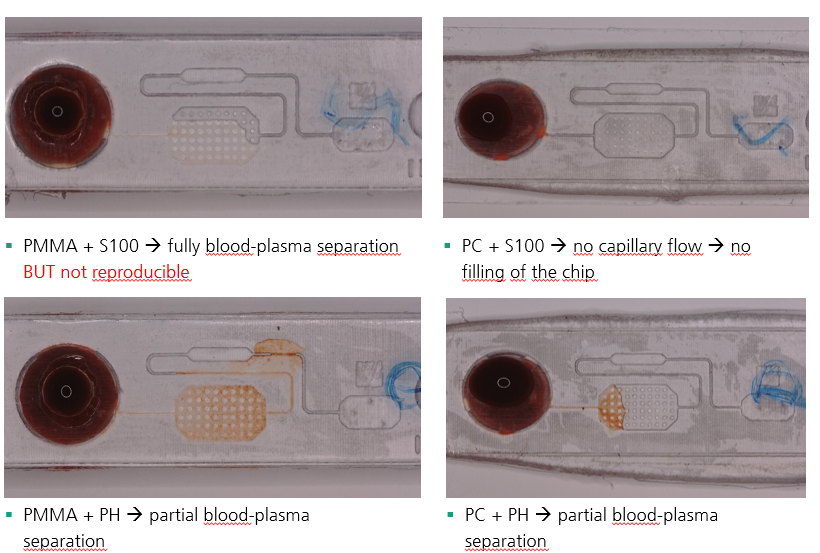 PMMA + S100 → fully blood-plasma separation
BUT not reproducible
PC + S100 → no capillary flow → no
filling of the chip
PMMA + PH → partial blood-plasma
separation
PC + PH → partial blood-plasma
separation